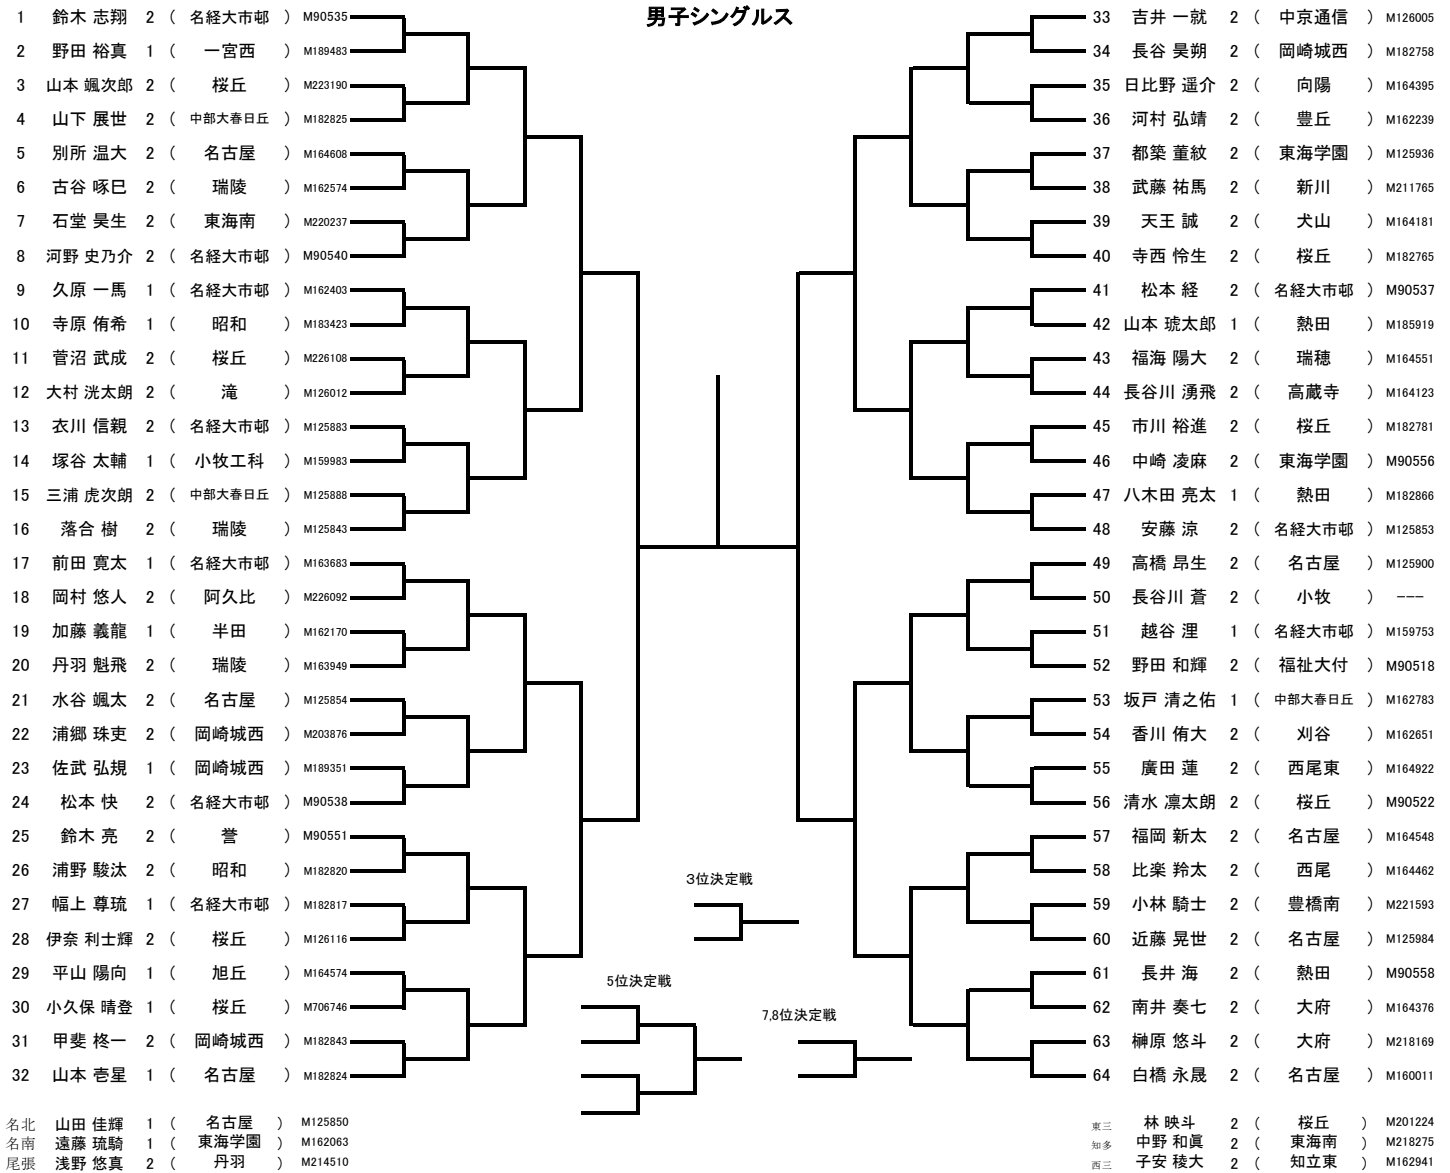 男子シングルス
1 鈴木 志翔 2 ( 名経大市邨 ) M90535
2 野田 裕真 1 ( 一宮西 ) M189483
3 山本 颯次郎 2 ( 桜丘 ) M223190
4 山下 展世 2 ( 中部大春日丘 ) M182825
5 別所 温大 2 ( 名古屋 ) M164608
6 古谷 啄巳 2 ( 瑞陵 ) M162574
7 石堂 昊生 2 ( 東海南 ) M220237
8 河野 史乃介 2 ( 名経大市邨 ) M90540
9 久原 一馬 1 ( 名経大市邨 ) M162403
10 寺原 侑希 1 ( 昭和 ) M183423
11 菅沼 武成 2 ( 桜丘 ) M226108
12 大村 洸太朗 2 ( 滝 ) M126012
13 衣川 信親 2 ( 名経大市邨 ) M125883
14 塚谷 太輔 1 ( 小牧工科 ) M159983
15 三浦 虎次朗 2 ( 中部大春日丘 ) M125888
16 落合 樹 2 ( 瑞陵 ) M125843
17 前田 寛太 1 ( 名経大市邨 ) M163683
18 岡村 悠人 2 ( 阿久比 ) M226092
19 加藤 義龍 1 ( 半田 ) M162170
20 丹羽 魁飛 2 ( 瑞陵 ) M163949
21 水谷 颯太 2 ( 名古屋 ) M125854
22 浦郷 珠吏 2 ( 岡崎城西 ) M203876
23 佐武 弘規 1 ( 岡崎城西 ) M189351
24 松本 快 2 ( 名経大市邨 ) M90538
25 鈴木 亮 2 ( 誉 ) M90551
26 浦野 駿汰 2 ( 昭和 ) M182820
27 幅上 尊琉 1 ( 名経大市邨 ) M182817
28 伊奈 利士輝 2 ( 桜丘 ) M126116
29 平山 陽向 1 ( 旭丘 ) M164574
30 小久保 晴登 1 ( 桜丘 ) M706746
31 甲斐 柊一 2 ( 岡崎城西 ) M182843
32 山本 壱星 1 ( 名古屋 ) M182824
名北 山田 佳輝 1 ( 名古屋 ) M125850
名南 遠藤 琉騎 1 ( 東海学園 ) M162063
尾張 浅野 悠真 2 ( 丹羽 ) M214510
3位決定戦
5位決定戦
7,8位決定戦
33 吉井 一就 2 ( 中京通信 ) M126005
34 長谷 昊朔 2 ( 岡崎城西 ) M182758
35 日比野 遥介 2 ( 向陽 ) M164395
36 河村 弘靖 2 ( 豊丘 ) M162239
37 都築 董紋 2 ( 東海学園 ) M125936
38 武藤 祐馬 2 ( 新川 ) M211765
39 天王 誠 2 ( 犬山 ) M164181
40 寺西 怜生 2 ( 桜丘 ) M182765
41 松本 経 2 ( 名経大市邨 ) M90537
42 山本 琥太郎 1 ( 熱田 ) M185919
43 福海 陽大 2 ( 瑞穂 ) M164551
44 長谷川 湧飛 2 ( 高蔵寺 ) M164123
45 市川 裕進 2 ( 桜丘 ) M182781
46 中崎 凌麻 2 ( 東海学園 ) M90556
47 八木田 亮太 1 ( 熱田 ) M182866
48 安藤 涼 2 ( 名経大市邨 ) M125853
49 高橋 昂生 2 ( 名古屋 ) M125900
50 長谷川 蒼 2 ( 小牧 ) ---
51 越谷 浬 1 ( 名経大市邨 ) M159753
52 野田 和輝 2 ( 福祉大付 ) M90518
53 坂戸 清之佑 1 ( 中部大春日丘 ) M162783
54 香川 侑大 2 ( 刈谷 ) M162651
55 廣田 蓮 2 ( 西尾東 ) M164922
56 清水 凛太朗 2 ( 桜丘 ) M90522
57 福岡 新太 2 ( 名古屋 ) M164548
58 比楽 羚太 2 ( 西尾 ) M164462
59 小林 騎士 2 ( 豊橋南 ) M221593
60 近藤 晃世 2 ( 名古屋 ) M125984
61 長井 海 2 ( 熱田 ) M90558
62 南井 奏七 2 ( 大府 ) M164376
63 榊原 悠斗 2 ( 大府 ) M218169
64 白橋 永晟 2 ( 名古屋 ) M160011
東三 林 映斗 2 ( 桜丘 ) M201224
知多 中野 和眞 2 ( 東海南 ) M218275
西三 子安 稜大 2 ( 知立東 ) M162941